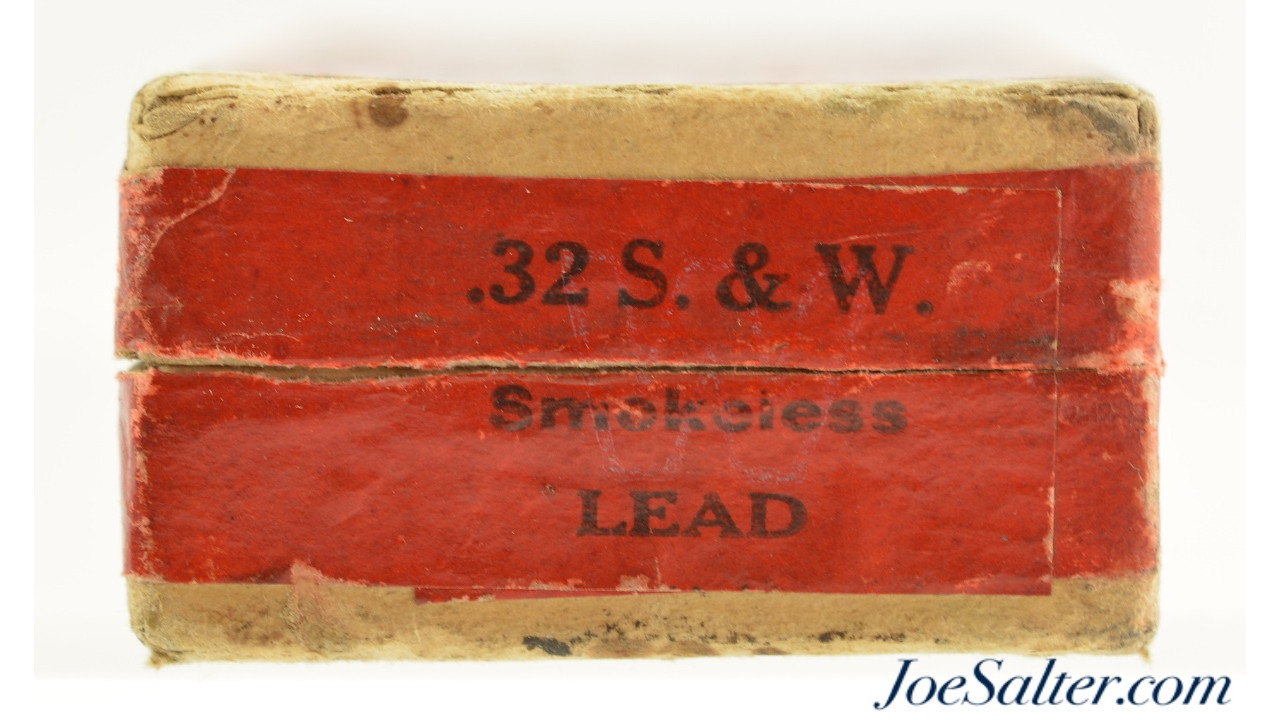 .32 S. & W.
Smokeless
LEAD
JoeSalter.com